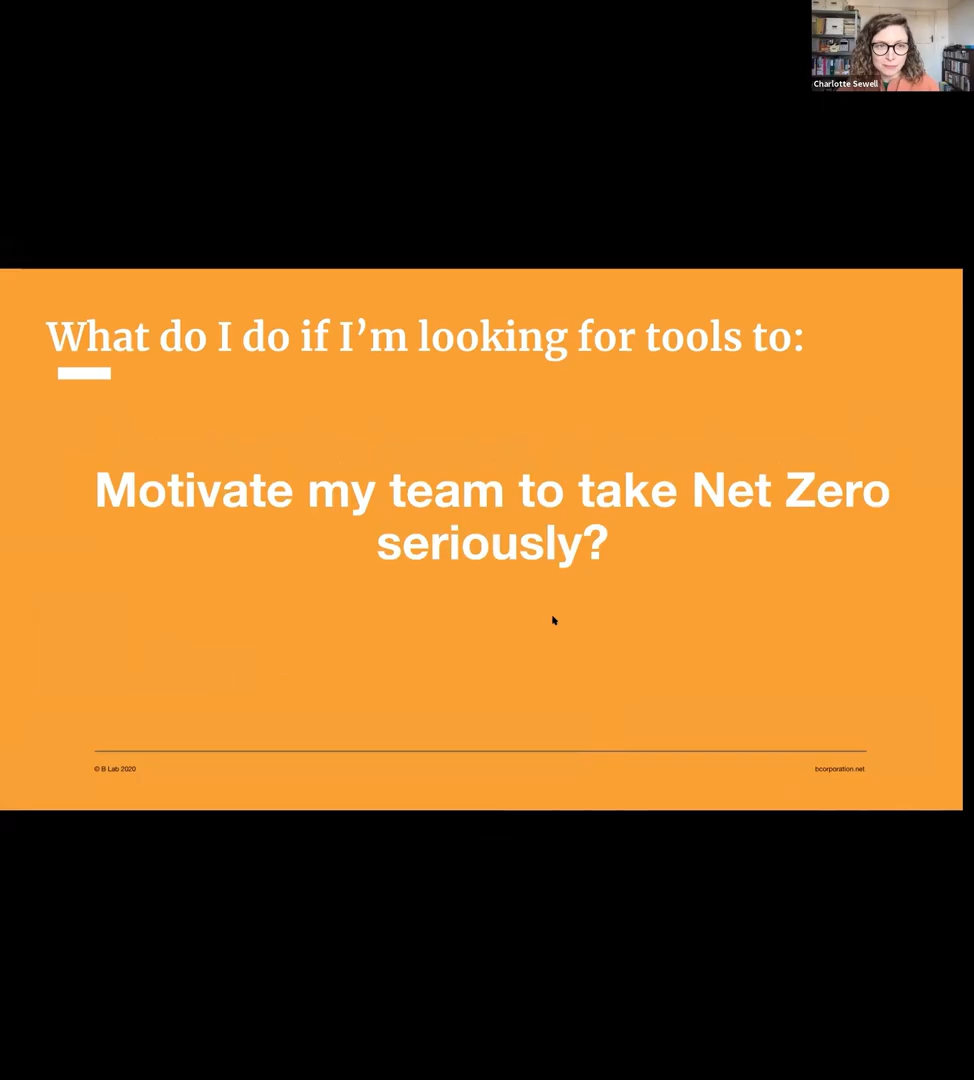 Charlotte Sewell
What do I do if I’m looking for tools to:
Motivate my team to take Net Zero
seriously?
© B Lab 2020
bcorporation.net